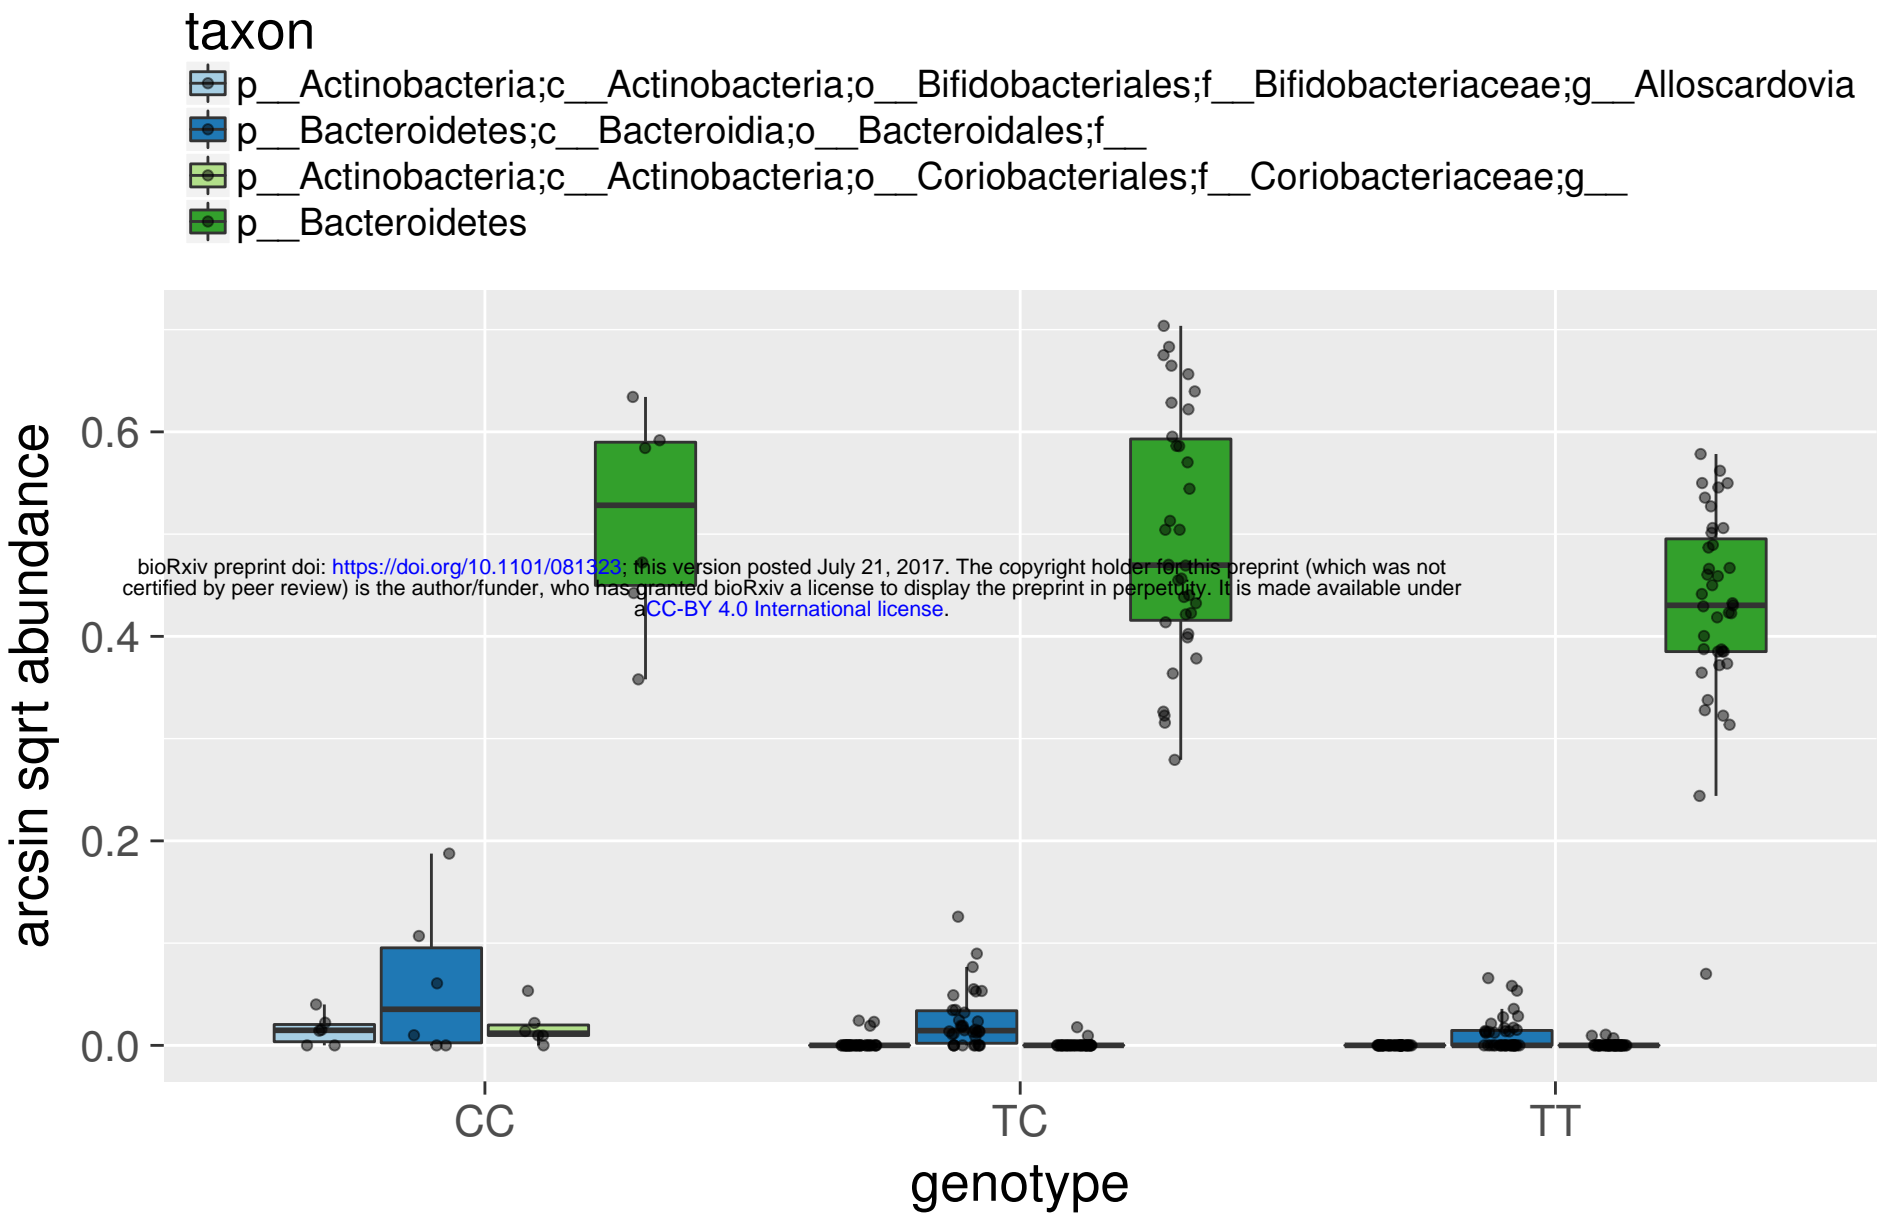 taxon
p__Actinobacteria;c__Actinobacteria;o__Bifidobacteriales;f__Bifidobacteriaceae;g__Alloscardovia
p__Bacteroidetes;c__Bacteroidia;o__Bacteroidales;f__
p__Actinobacteria;c__Actinobacteria;o__Coriobacteriales;f__Coriobacteriaceae;g__
p__Bacteroidetes
arcsin sqrt abundance
0.6
0.4
0.2
0.0
bioRxiv preprint doi: https://doi.org/10.1101/081323; this version posted July 21, 2017. The copyright holder for this preprint (which was not
certified by peer review) is the author/funder, who has granted bioRxiv a license to display the preprint in perpetuity. It is made available under
aCC-BY 4.0 International license.
CC TC TT
genotype